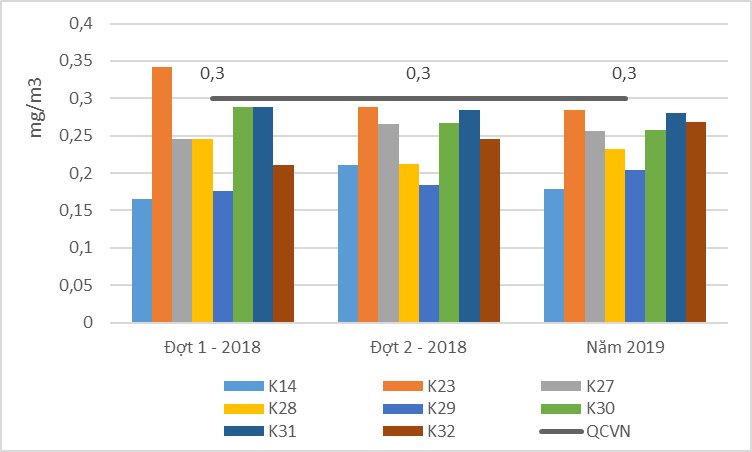 0,4
0,35
0,3
0,25
0,2
0,15
0,1
0,05
0
mg/m3
0,3 0,3 0,3
Đợt 1 - 2018 Đợt 2 - 2018 Năm 2019
K14 K23 K27
K28 K29 K30
K31 K32 QCVN